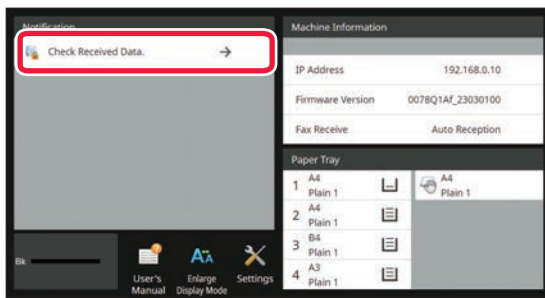 Notification
Check Received Data.
Machine Information
IP Address 192.168.0.10
Firmware Version 0078Q1Af_23030100
Fax Receive Auto Reception
Paper Tray
1 A4
Plain 1
A4
Plain 1
2 A4
Plain 1
3 B4
Plain 1
4 A3
Plain 1
Bk
User's
Manual
Enlarge
Display Mode
Settings